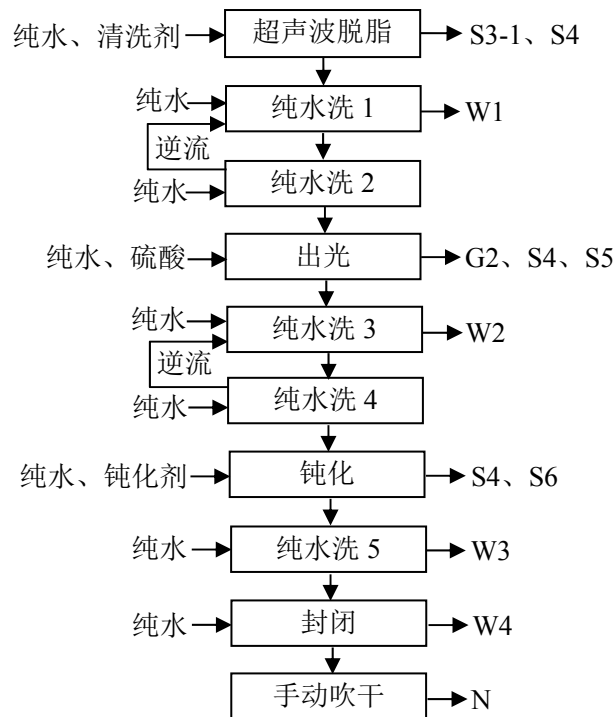 纯水、清洗剂 超声波脱脂 S3-1、S4
纯水 纯水洗 1 W1
逆流
纯水 纯水洗 2
纯水、硫酸 出光 G2、S4、S5
纯水 纯水洗 3 W2
逆流
纯水 纯水洗 4
纯水、钝化剂 钝化 S4、S6
纯水 纯水洗 5 W3
纯水 封闭 W4
手动吹干 N